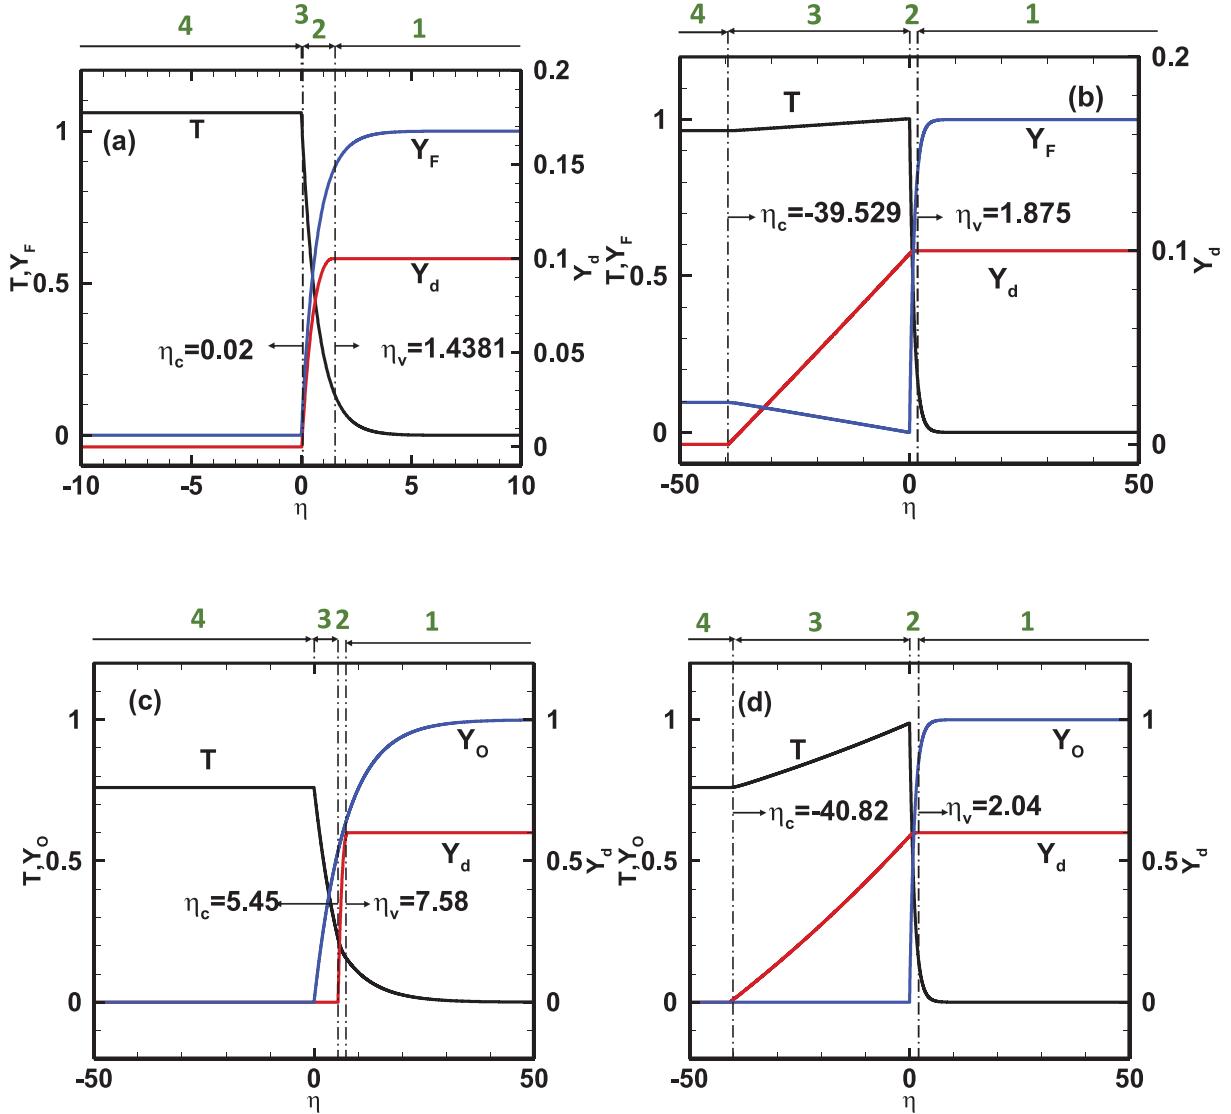 4 3 2 1
4 3 2 1
0.2
0.2
(a)
(b)
T
T
1
1
Y_F
Y_F
0.15
η_c=-39.529
η_v=1.875
T,Y_F
0.5
Y_d
0.1
Y_d
T,Y_F
0.5
Y_d
0.1
Y_d
η_c=0.02
η_v=1.4381
0.05
0
0
0
0
-10 -5 0 5 10
η
-50 0 50
η
4 3 2 1
4 3 2 1
(c)
(d)
1
1
1
1
T
Y_O
T
Y_O
η_c=-40.82
η_v=2.04
T,Y_O
0.5
Y_d
0.5
Y_d
T,Y_O
0.5
Y_d
0.5
Y_d
η_c=5.45
η_v=7.58
0
0
0
0
-50 0 50
η
-50 0 50
η